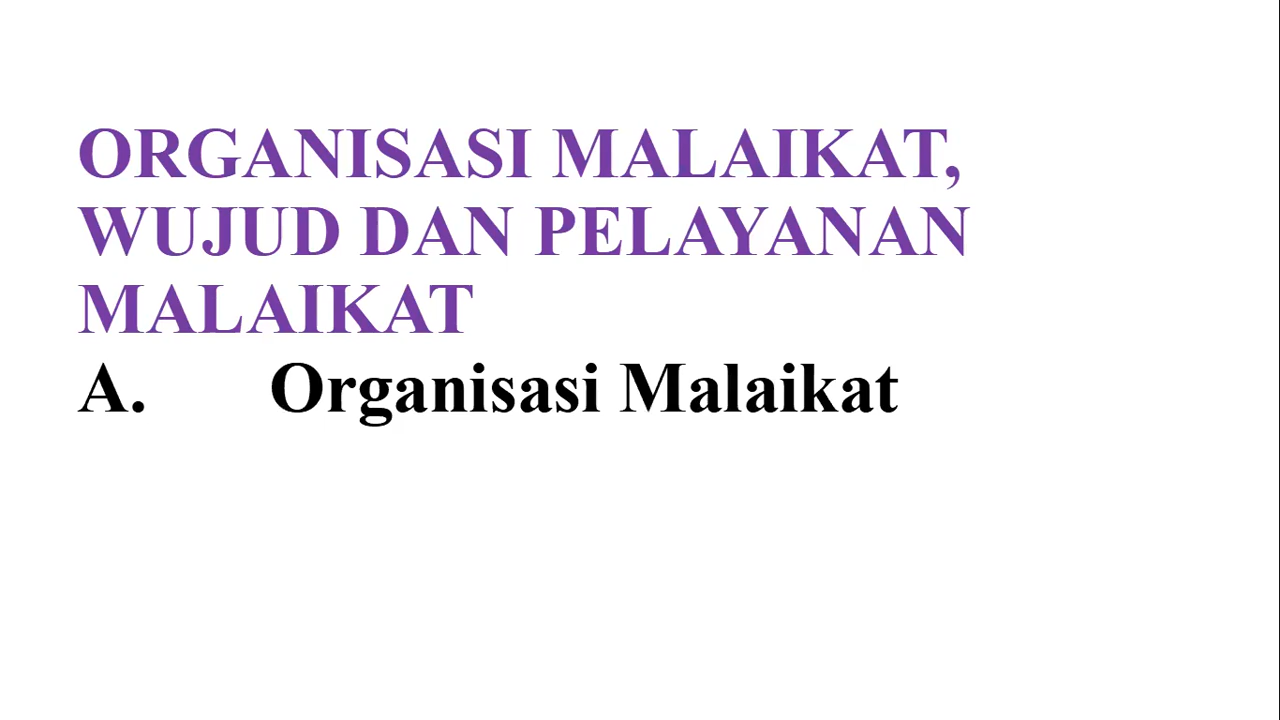 ORGANISASI MALAIKAT,
WUJUD DAN PELAYANAN
MALAIKAT
A. Organisasi Malaikat